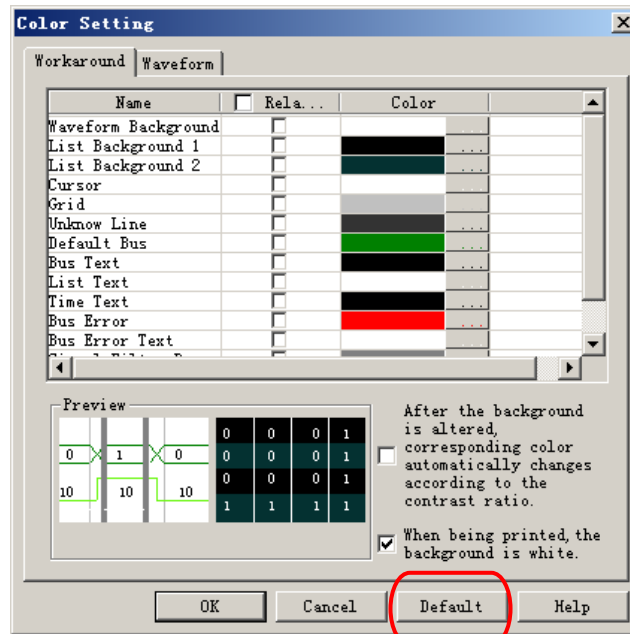 Color Setting
Workaround Waveform
Name Rela... Color
Waveform Background ...
List Background 1 ...
List Background 2 ...
Cursor ...
Grid ...
Unknow Line ...
Default Bus ...
Bus Text ...
List Text ...
Time Text ...
Bus Error ...
Bus Error Text ...
Preview
0 1 0
10 10 10
0 0 0 1
0 0 0 1
0 0 0 1
1 1 1 1
After the background
is altered,
corresponding color
automatically changes
according to the
contrast ratio.
When being printed, the
background is white.
OK Cancel Default Help